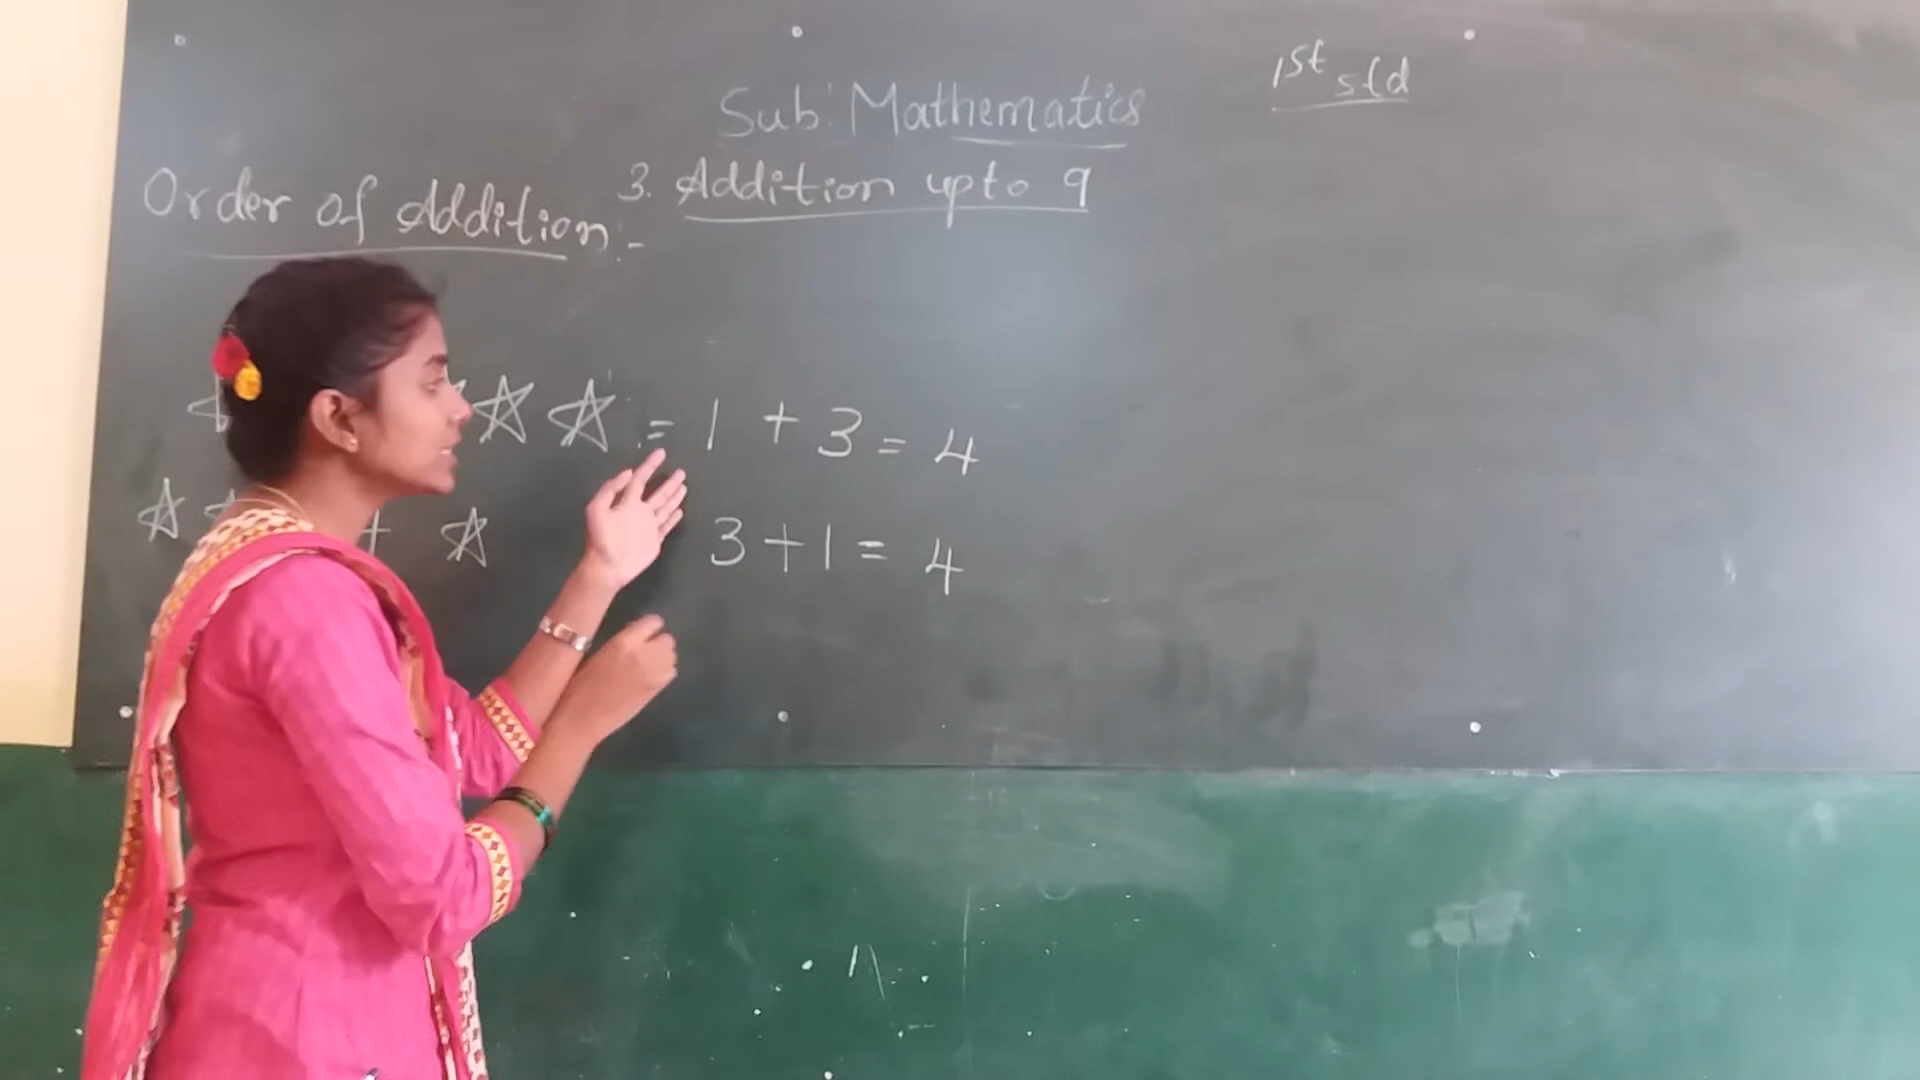 1st std
Sub: Mathematics
3. Addition upto 9
Order of Addition:-
= 1 + 3 = 4
+ 3 + 1 = 4